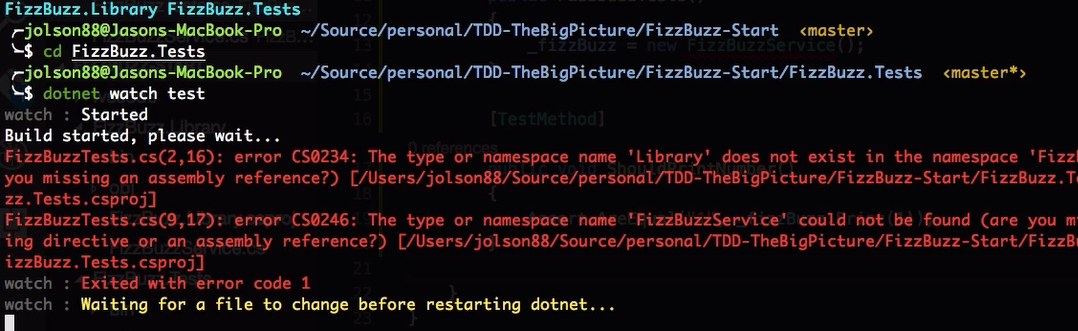 FizzBuzz.Library FizzBuzz.Tests
╭─jolson88@Jasons-MacBook-Pro ~/Source/personal/TDD-TheBigPicture/FizzBuzz-Start ‹master›
╰─$ cd FizzBuzz.Tests
╭─jolson88@Jasons-MacBook-Pro ~/Source/personal/TDD-TheBigPicture/FizzBuzz-Start/FizzBuzz.Tests ‹master*›
╰─$ dotnet watch test
watch : Started
Build started, please wait...
FizzBuzzTests.cs(2,16): error CS0234: The type or namespace name 'Library' does not exist in the namespace 'Fizz
you missing an assembly reference?) [/Users/jolson88/Source/personal/TDD-TheBigPicture/FizzBuzz-Start/FizzBuzz.Te
zz.Tests.csproj]
FizzBuzzTests.cs(9,17): error CS0246: The type or namespace name 'FizzBuzzService' could not be found (are you mi
ing directive or an assembly reference?) [/Users/jolson88/Source/personal/TDD-TheBigPicture/FizzBuzz-Start/FizzBu
izzBuzz.Tests.csproj]
watch : Exited with error code 1
watch : Waiting for a file to change before restarting dotnet...
_fizzBuzz = new FizzBuzzService();
[TestMethod]
0 references